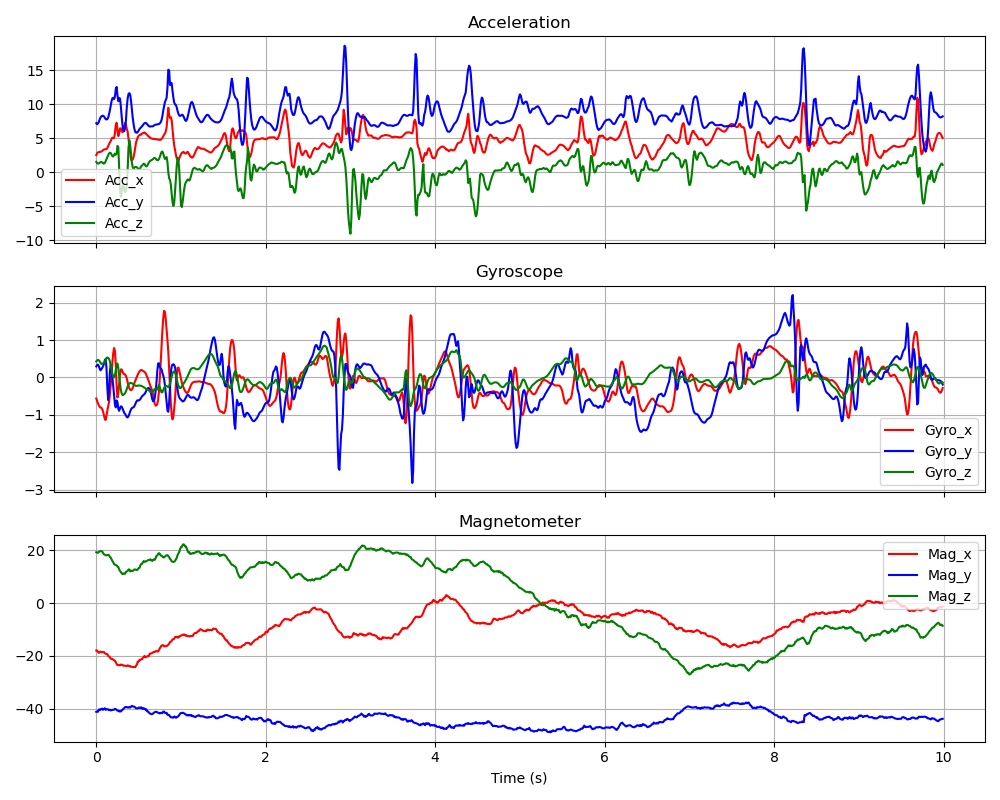 Acceleration
15
10
5
0
−5
−10
Acc_x
Acc_y
Acc_z
Gyroscope
2
1
0
−1
−2
−3
Gyro_x
Gyro_y
Gyro_z
Magnetometer
20
0
−20
−40
Mag_x
Mag_y
Mag_z
0 2 4 6 8 10
Time (s)